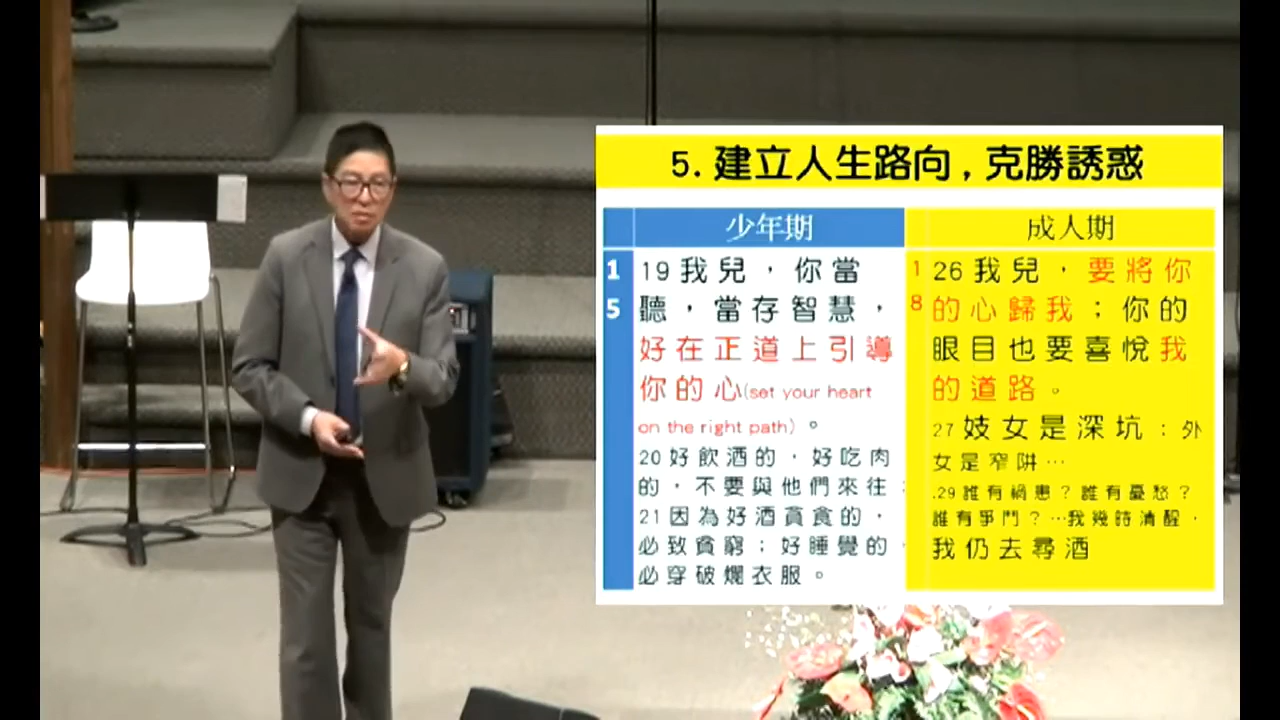 5. 建立人生路向，克勝誘惑
少年期
成人期
15
19 我兒，你當
聽，當存智慧，
好在正道上引導
你的心(set your heart
on the right path) 。
20 好飲酒的，好吃肉
的，不要與他們來往；
21 因為好酒貪食的，
必致貧窮；好睡覺的，
必穿破爛衣服。
18
26 我兒，要將你
的心歸我；你的
眼目也要喜悅我
的道路。
27 妓女是深坑；外
女是窄阱…
.29 誰有禍患？誰有憂愁？
誰有爭鬥？…我幾時清醒，
我仍去尋酒